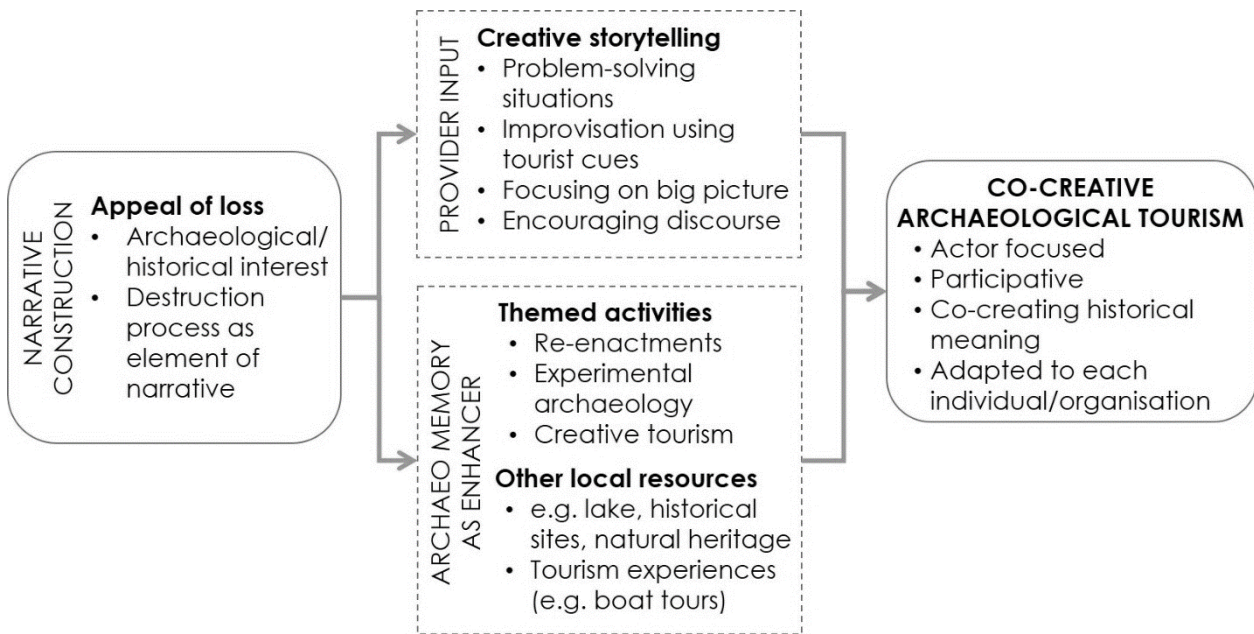 NARRATIVE
CONSTRUCTION
Appeal of loss
• Archaeological/
historical interest
• Destruction
process as
element of
narrative
PROVIDER INPUT
Creative storytelling
• Problem-solving
situations
• Improvisation using
tourist cues
• Focusing on big picture
• Encouraging discourse
ARCHAEO MEMORY
AS ENHANCER
Themed activities
• Re-enactments
• Experimental
archaeology
• Creative tourism
Other local resources
• e.g. lake, historical
sites, natural heritage
• Tourism experiences
(e.g. boat tours)
CO-CREATIVE
ARCHAEOLOGICAL TOURISM
• Actor focused
• Participative
• Co-creating historical
meaning
• Adapted to each
individual/organisation